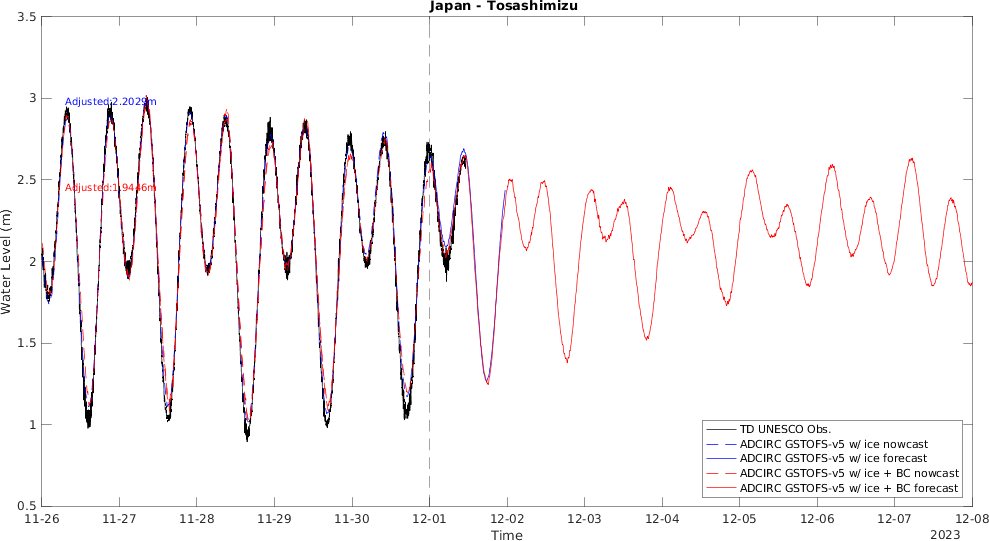 Japan - Tosashimizu
3.5
3
2.5
2
1.5
1
0.5
Water Level (m)
Adjusted:2.2029m
Adjusted:1.9446m
TD UNESCO Obs.
ADCIRC GSTOFS-v5 w/ ice nowcast
ADCIRC GSTOFS-v5 w/ ice forecast
ADCIRC GSTOFS-v5 w/ ice + BC nowcast
ADCIRC GSTOFS-v5 w/ ice + BC forecast
11-26 11-27 11-28 11-29 11-30 12-01 12-02 12-03 12-04 12-05 12-06 12-07 12-08
Time
2023